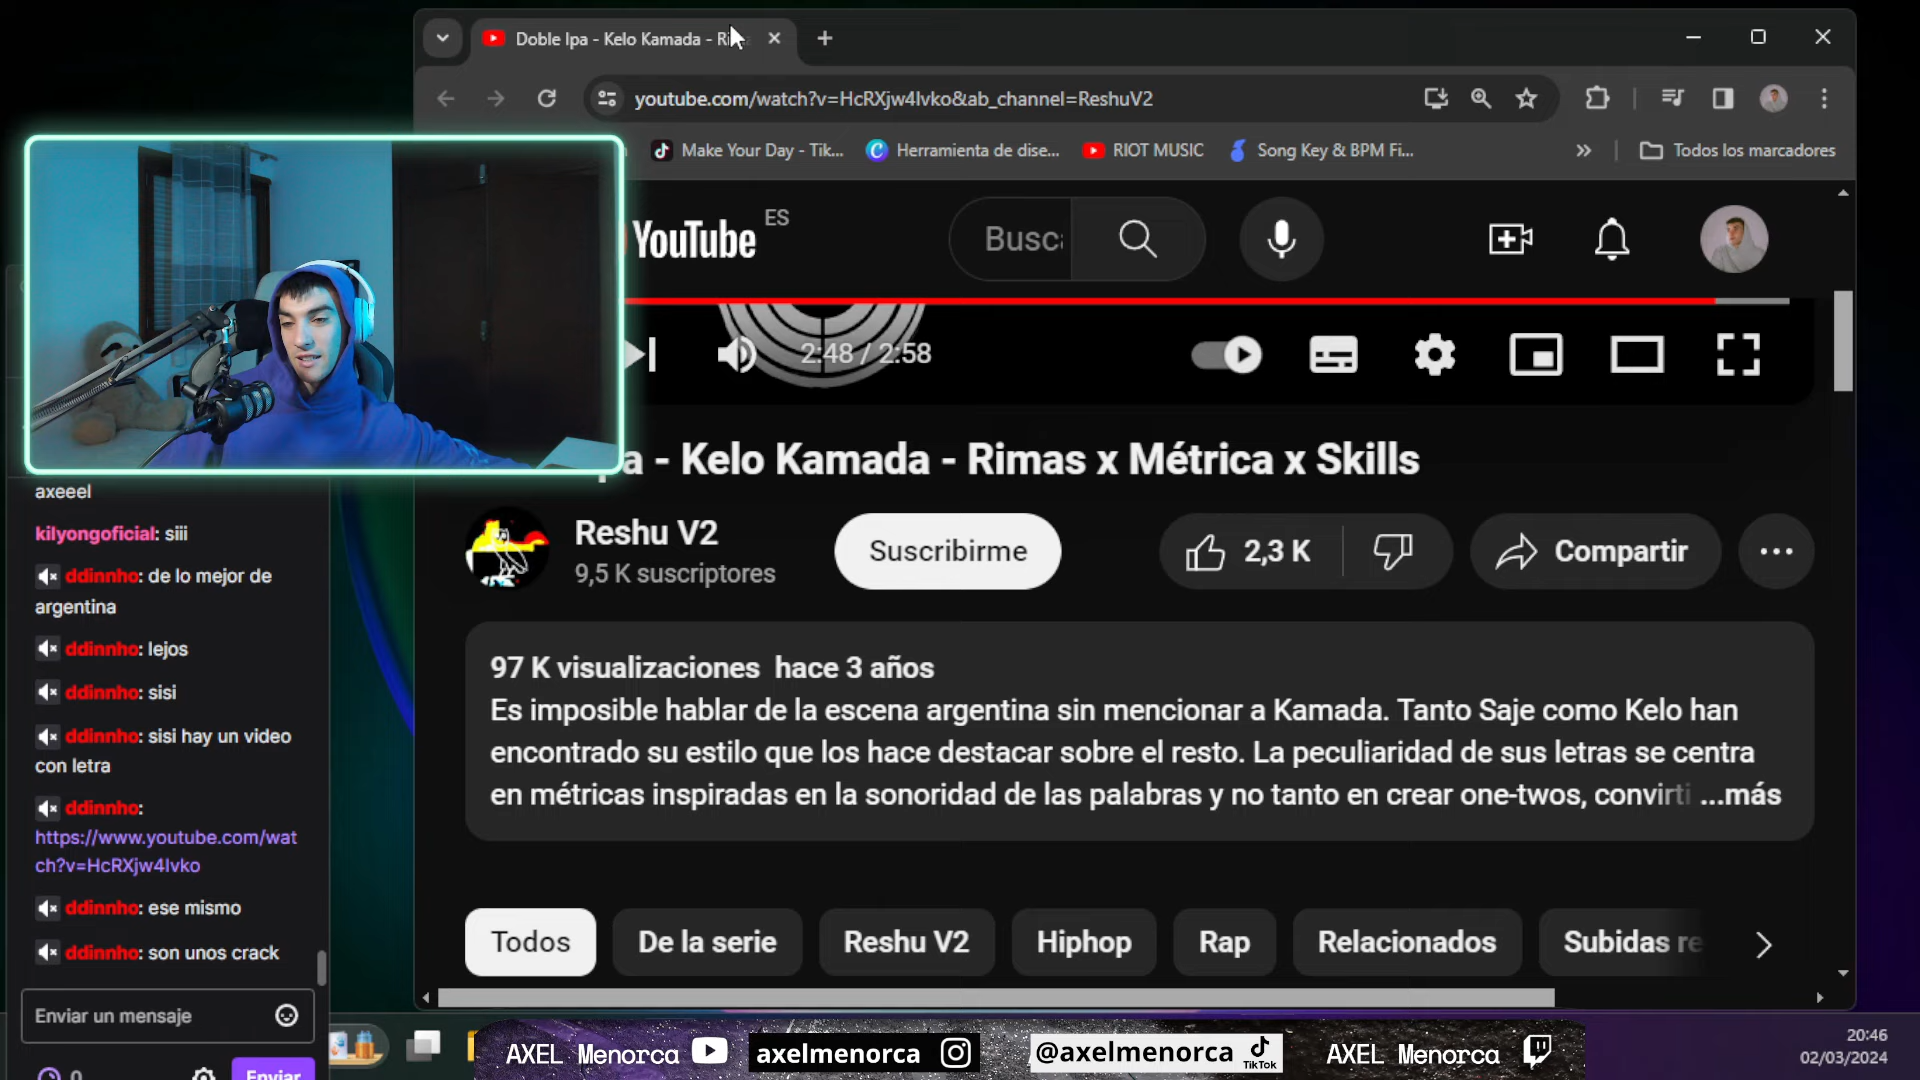 Doble Ipa - Kelo Kamada - Ri
youtube.com/watch?v=HcRXjw4lvko&ab_channel=ReshuV2
Make Your Day - Tik...
Herramienta de dise...
RIOT MUSIC
Song Key & BPM Fi...
Todos los marcadores
YouTube ES
Busca
2:48 / 2:58
pa - Kelo Kamada - Rimas x Métrica x Skills
Reshu V2
9,5 K suscriptores
Suscribirme
2,3 K
Compartir
97 K visualizaciones hace 3 años
Es imposible hablar de la escena argentina sin mencionar a Kamada. Tanto Saje como Kelo han
encontrado su estilo que los hace destacar sobre el resto. La peculiaridad de sus letras se centra
en métricas inspiradas en la sonoridad de las palabras y no tanto en crear one-twos, convirti ...más
Todos
De la serie
Reshu V2
Hiphop
Rap
Relacionados
Subidas re
axeeel
kilyongoficial: siii
ddinnho: de lo mejor de
argentina
ddinnho: lejos
ddinnho: sisi
ddinnho: sisi hay un video
con letra
ddinnho:
https://www.youtube.com/wat
ch?v=HcRXjw4lvko
ddinnho: ese mismo
ddinnho: son unos crack
Enviar un mensaje
0
Enviar
AXEL Menorca
axelmenorca
@axelmenorca
TikTok
AXEL Menorca
20:46
02/03/2024